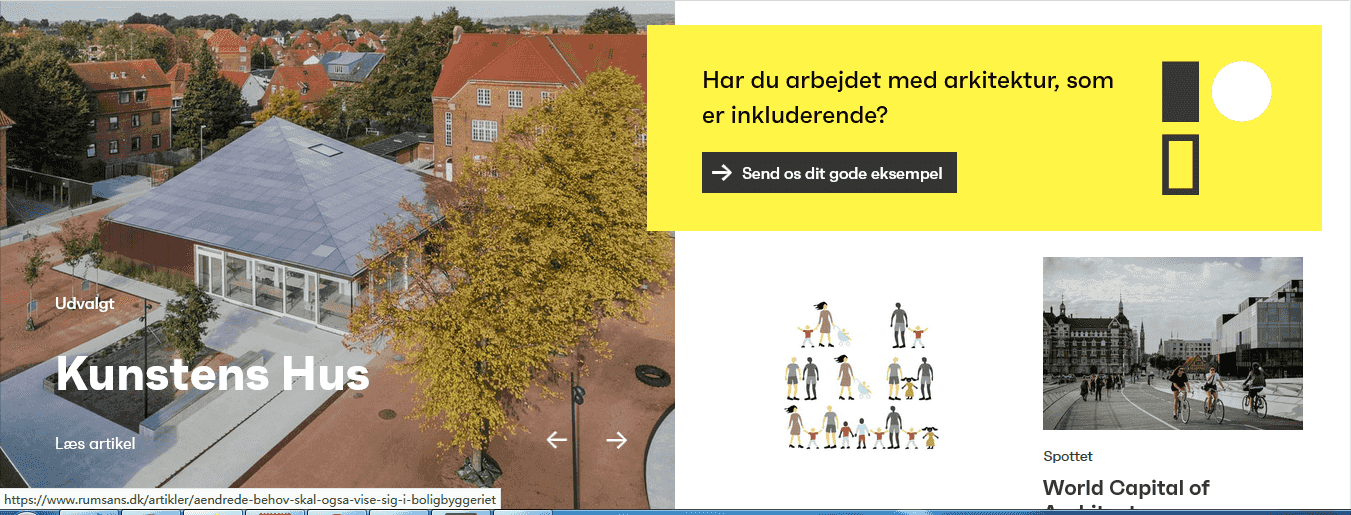 Har du arbejdet med arkitektur, som
er inkluderende?
Send os dit gode eksempel
Udvalgt
Kunstens Hus
Læs artikel
Spottet
World Capital of
https://www.rumsans.dk/artikler/aendrede-behov-skal-ogsa-vise-sig-i-boligbyggeriet